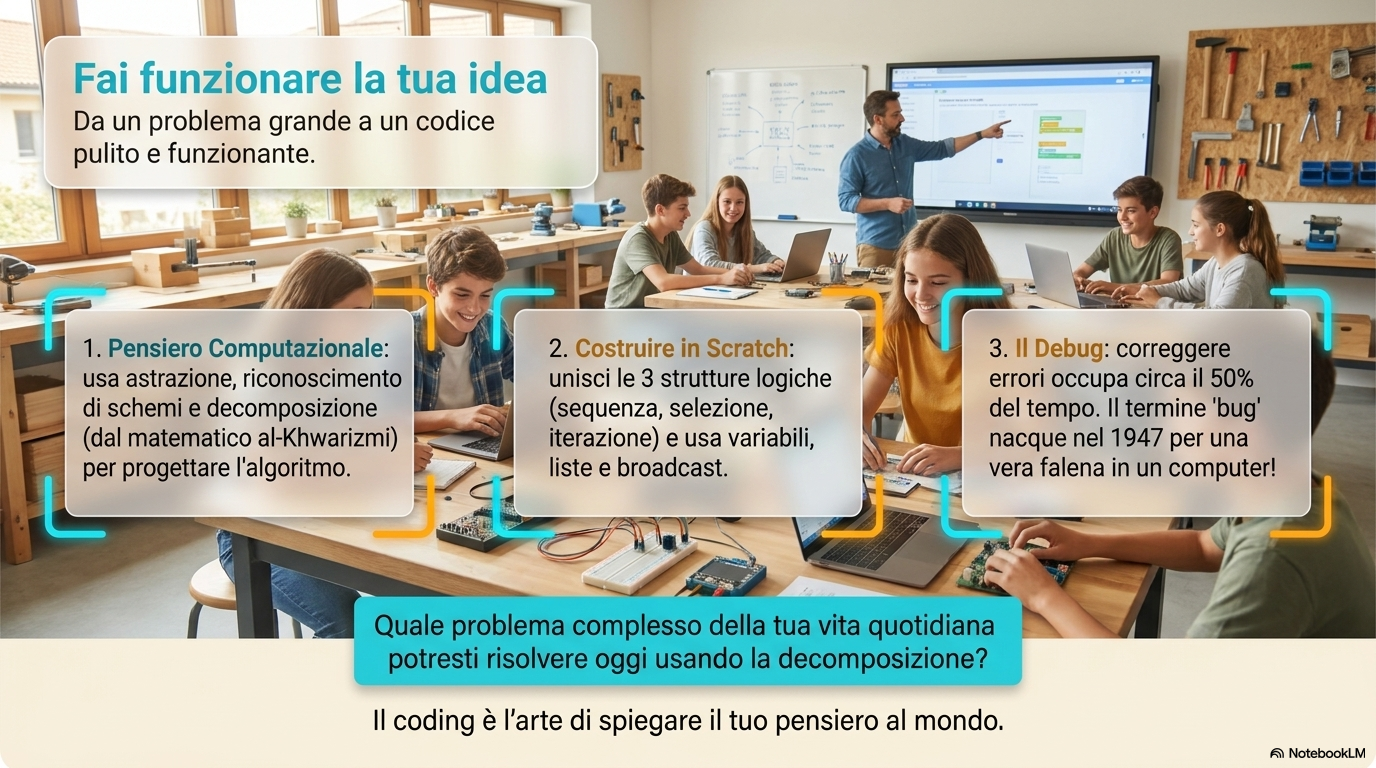 Fai funzionare la tua idea
Da un problema grande a un codice
pulito e funzionante.
1. Pensiero Computazionale:
usa astrazione, riconoscimento
di schemi e decomposizione
(dal matematico al-Khwarizmi)
per progettare l'algoritmo.
2. Costruire in Scratch:
unisci le 3 strutture logiche
(sequenza, selezione,
iterazione) e usa variabili,
liste e broadcast.
3. Il Debug: correggere
errori occupa circa il 50%
del tempo. Il termine 'bug'
nacque nel 1947 per una
vera falena in un computer!
Quale problema complesso della tua vita quotidiana
potresti risolvere oggi usando la decomposizione?
Il coding è l'arte di spiegare il tuo pensiero al mondo.
NotebookLM